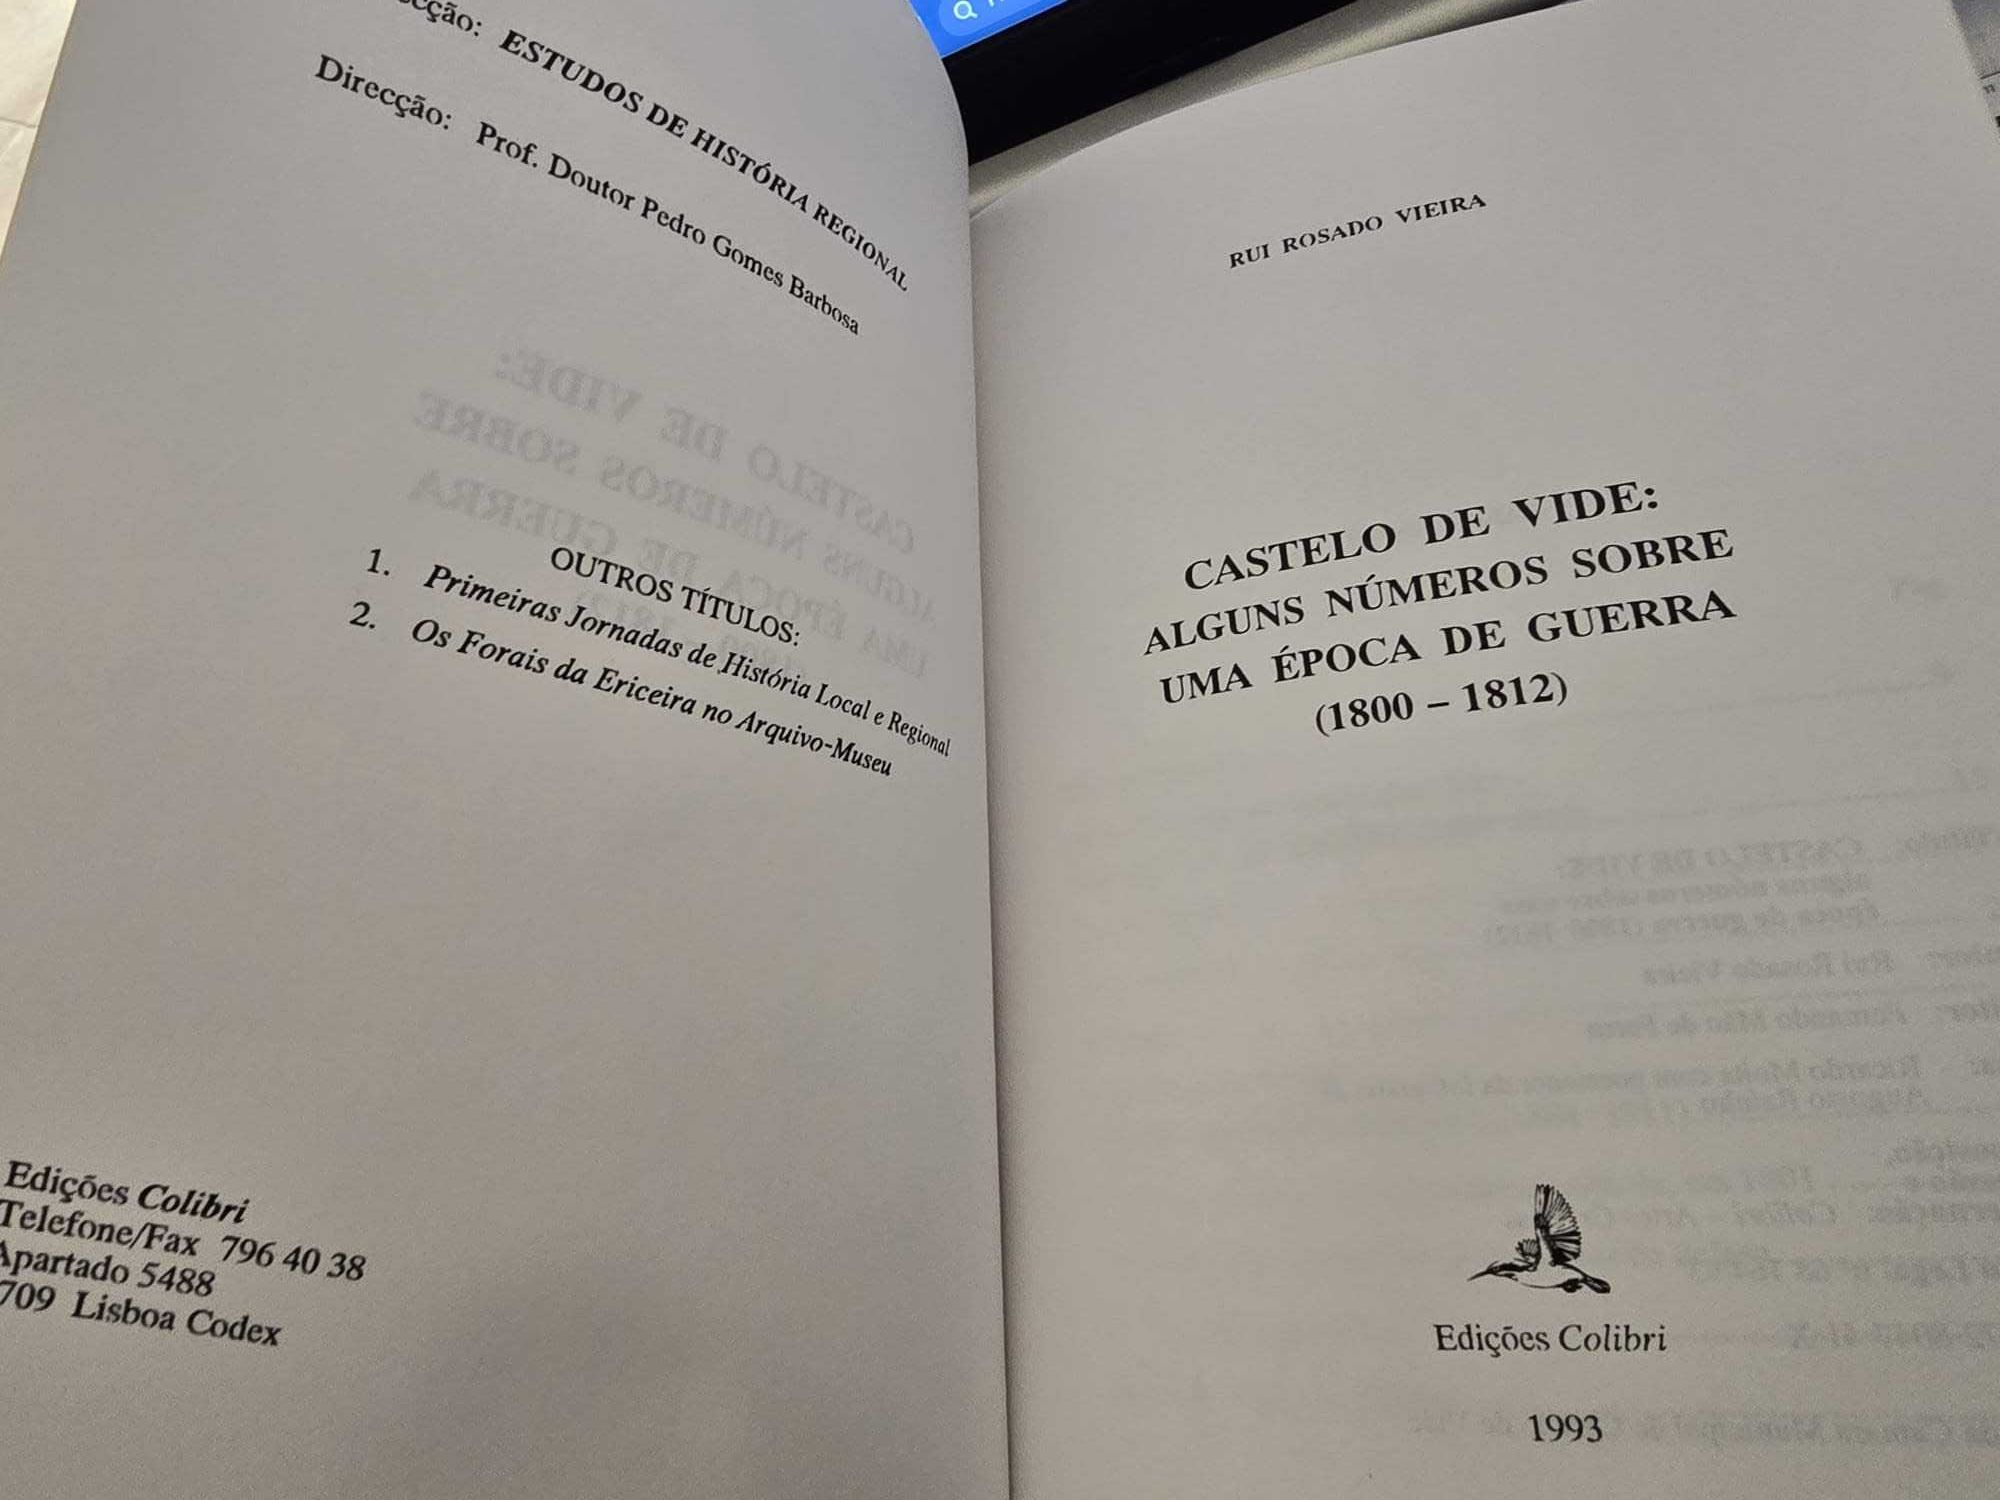 ESTUDOS DE HISTÓRIA REGIONAL
Direcção: Prof. Doutor Pedro Gomes Barbosa
OUTROS TÍTULOS:
1. Primeiras Jornadas de História Local e Regional
2. Os Forais da Ericeira no Arquivo-Museu
Edições Colibri
Telefone/Fax 796 40 38
Apartado 5488
709 Lisboa Codex
RUI ROSADO VIEIRA
CASTELO DE VIDE:
ALGUNS NÚMEROS SOBRE
UMA ÉPOCA DE GUERRA
(1800 – 1812)
Edições Colibri
1993